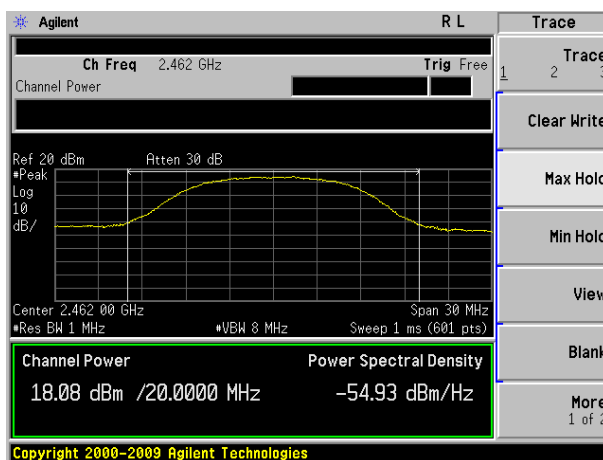 Agilent R L Trace
Ch Freq 2.462 GHz Trig Free
Channel Power
Trace
1 2
Clear Write
Max Hold
Min Hold
View
Blank
More
1 of 2
Ref 20 dBm Atten 30 dB
#Peak
Log
10
dB/
Center 2.462 00 GHz Span 30 MHz
#Res BW 1 MHz #VBW 8 MHz Sweep 1 ms (601 pts)
Channel Power Power Spectral Density
18.08 dBm /20.0000 MHz -54.93 dBm/Hz
Copyright 2000-2009 Agilent Technologies